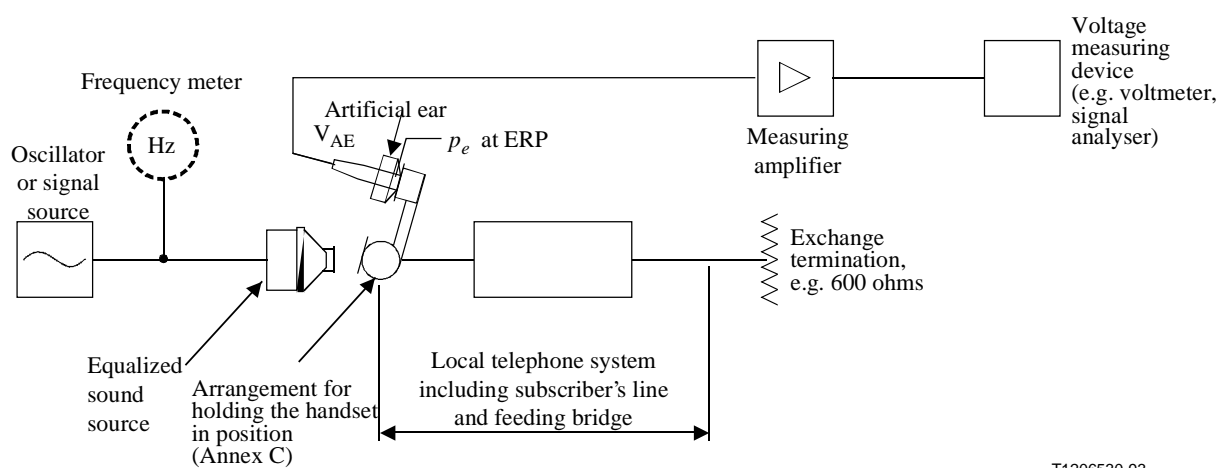 Frequency meter
Hz
Oscillator
or signal
source
Artificial ear
V_AE
p_e at ERP
Measuring
amplifier
Voltage
measuring
device
(e.g. voltmeter,
signal
analyser)
Exchange
termination,
e.g. 600 ohms
Equalized
sound
source
Arrangement for
holding the handset
in position
(Annex C)
Local telephone system
including subscriber's line
and feeding bridge